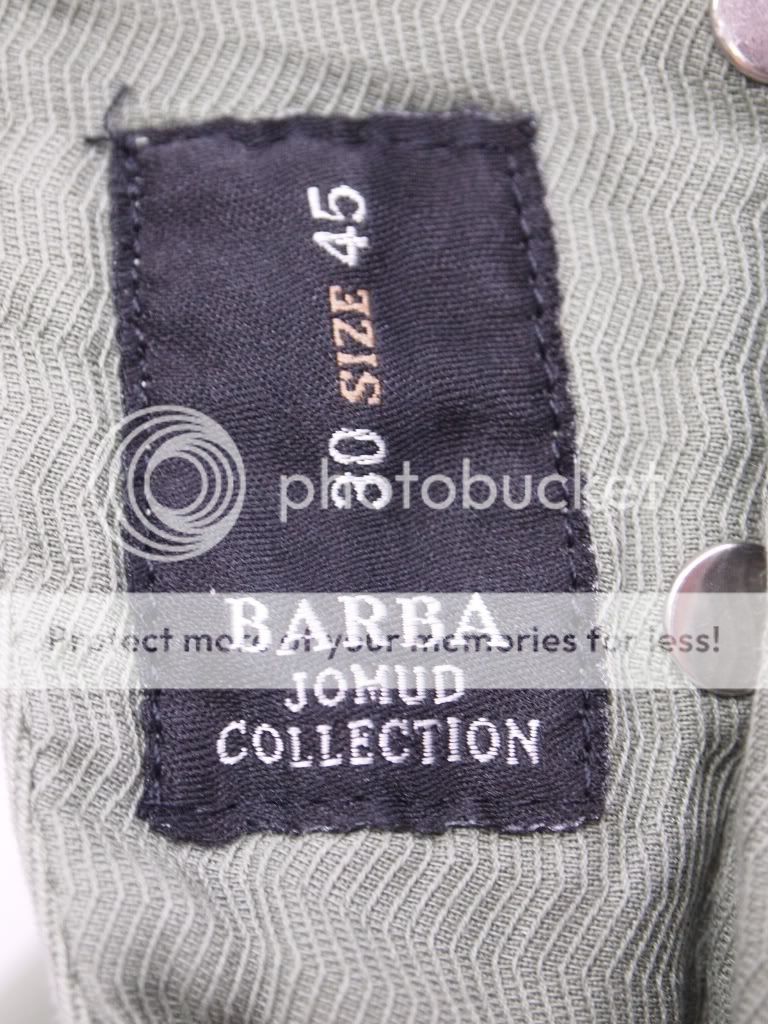 30 SIZE 45
photobucket
Protect more of your memories for less!
BARBA
JOMUD
COLLECTION